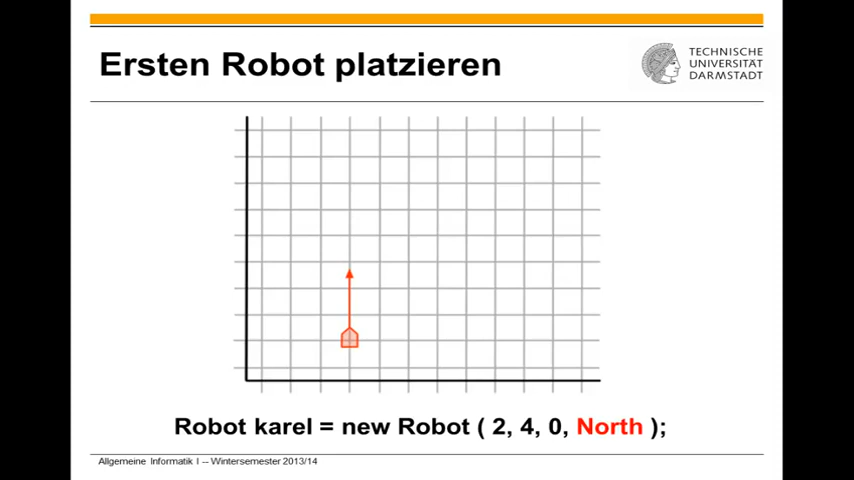 Ersten Robot platzieren
TECHNISCHE
UNIVERSITÄT
DARMSTADT
Robot karel = new Robot ( 2, 4, 0, North );
Allgemeine Informatik I -- Wintersemester 2013/14